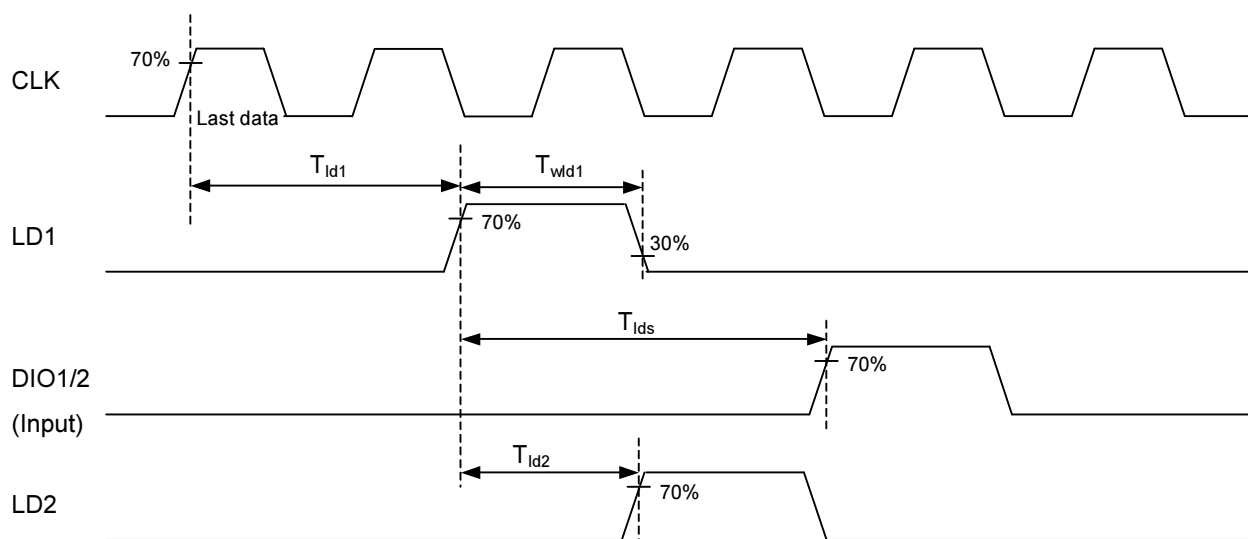 CLK
70%
Last data
Tld1
Twld1
LD1
70%
30%
Tlds
DIO1/2
(Input)
70%
Tld2
LD2
70%